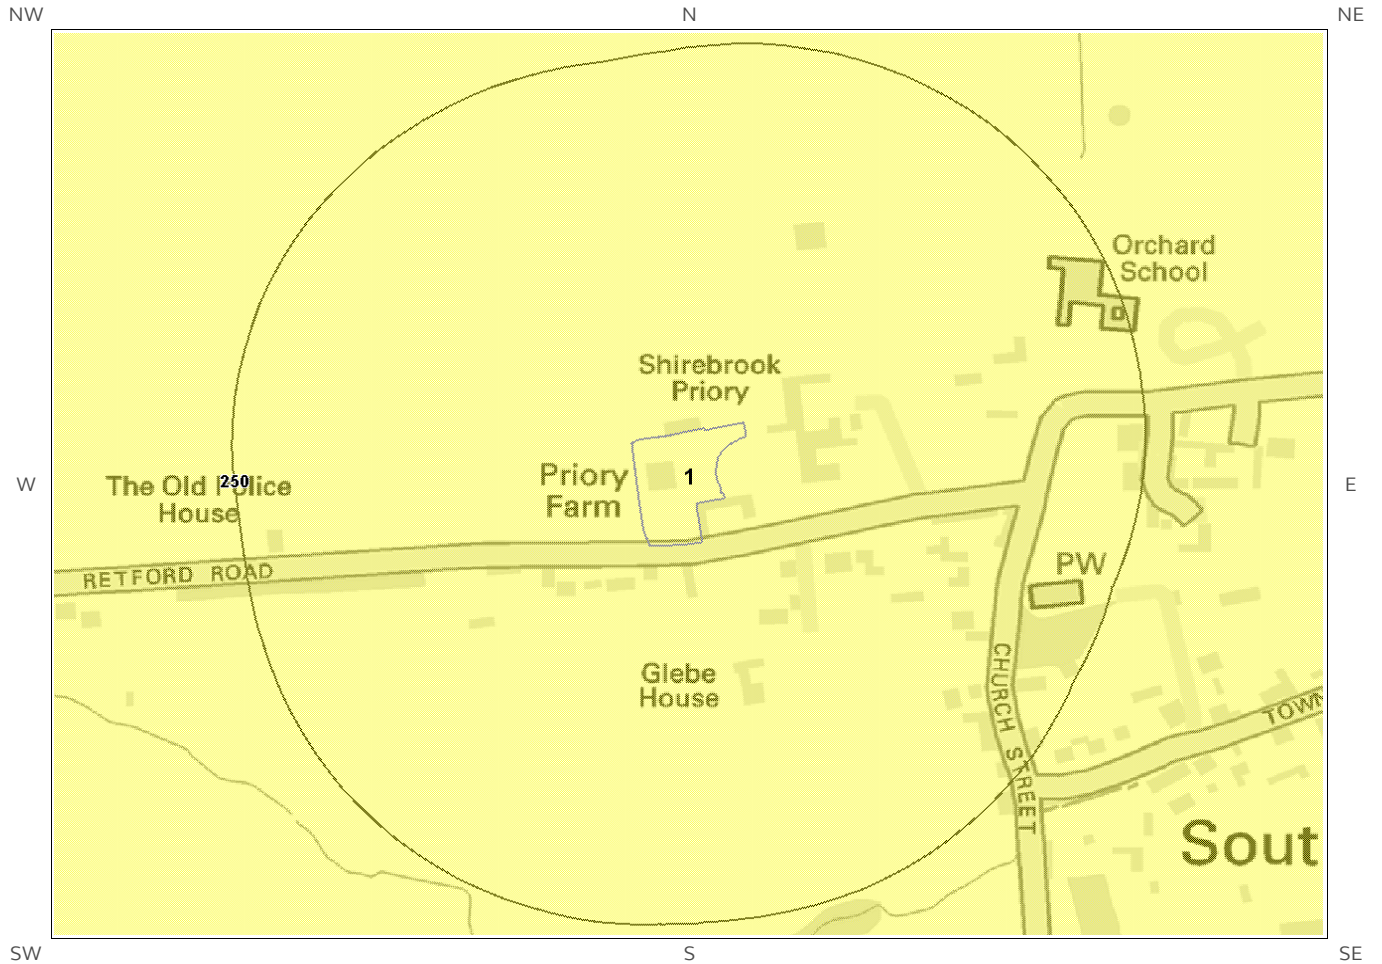 NW
N
NE
Orchard
School
Shirebrook
Priory
Priory
Farm
1
W
250
The Old Police
House
E
RETFORD ROAD
PW
Glebe
House
CHURCH STREET
TOWN
Sout
SW
S
SE